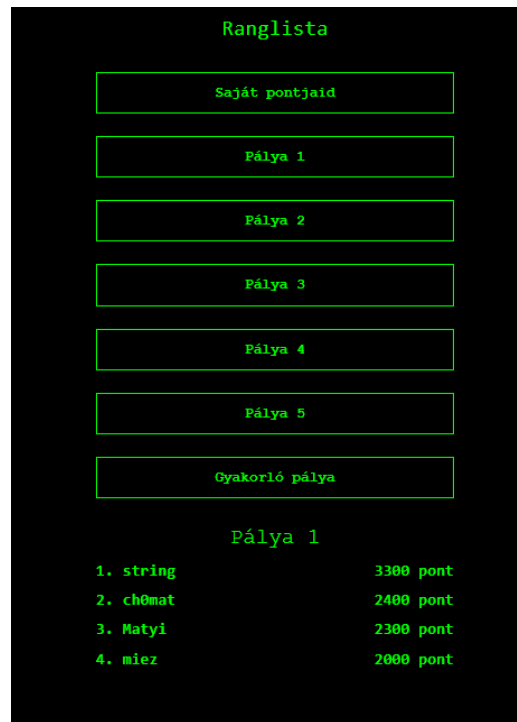 Ranglista
Saját pontjaid
Pálya 1
Pálya 2
Pálya 3
Pálya 4
Pálya 5
Gyakorló pálya
Pálya 1
1. string 3300 pont
2. ch0mat 2400 pont
3. Matyi 2300 pont
4. miez 2000 pont